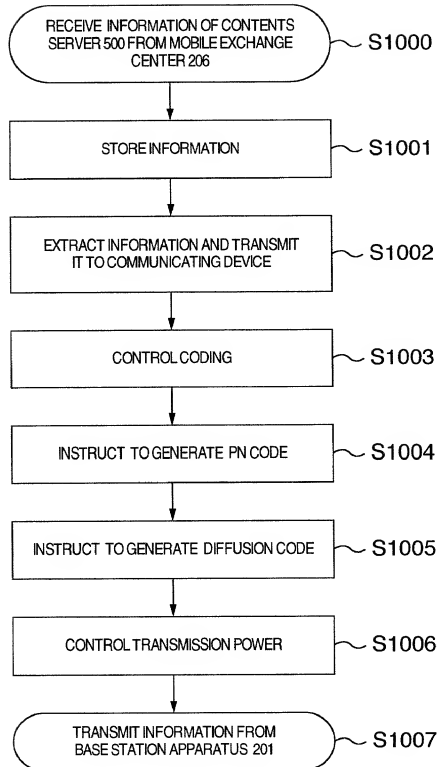 RECEIVE INFORMATION OF CONTENTS
SERVER 500 FROM MOBILE EXCHANGE
CENTER 206
S1000
STORE INFORMATION
S1001
EXTRACT INFORMATION AND TRANSMIT
IT TO COMMUNICATING DEVICE
S1002
CONTROL CODING
S1003
INSTRUCT TO GENERATE PN CODE
S1004
INSTRUCT TO GENERATE DIFFUSION CODE
S1005
CONTROL TRANSMISSION POWER
S1006
TRANSMIT INFORMATION FROM
BASE STATION APPARATUS 201
S1007